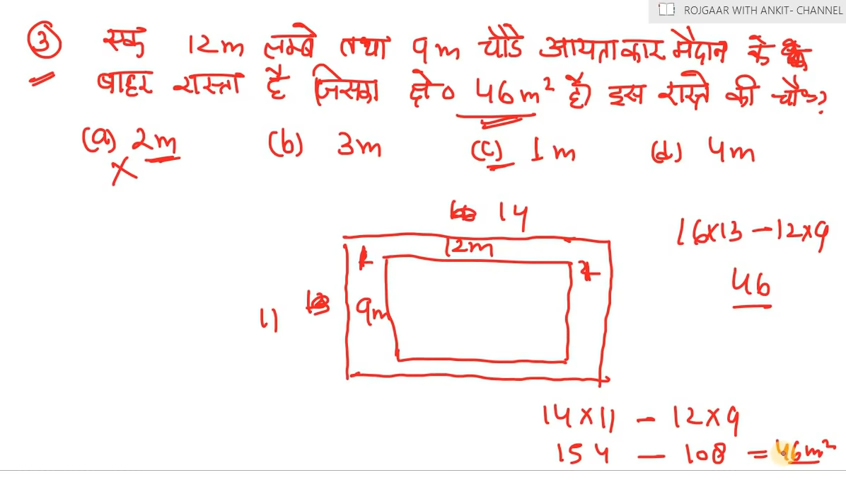 ROJGAAR WITH ANKIT- CHANNEL
③ एक 12m लम्बे तथा 9m चौडे आयताकार मैदान के
बाहर रास्ता है जिसका क्षे० 46m² है। इस रास्ते की चौ०?
(a) 2m (b) 3m (c) 1m (d) 4m
14
16×13 - 12×9
12m
46
11 9m
14×11 - 12×9
154 - 108 = 46m²